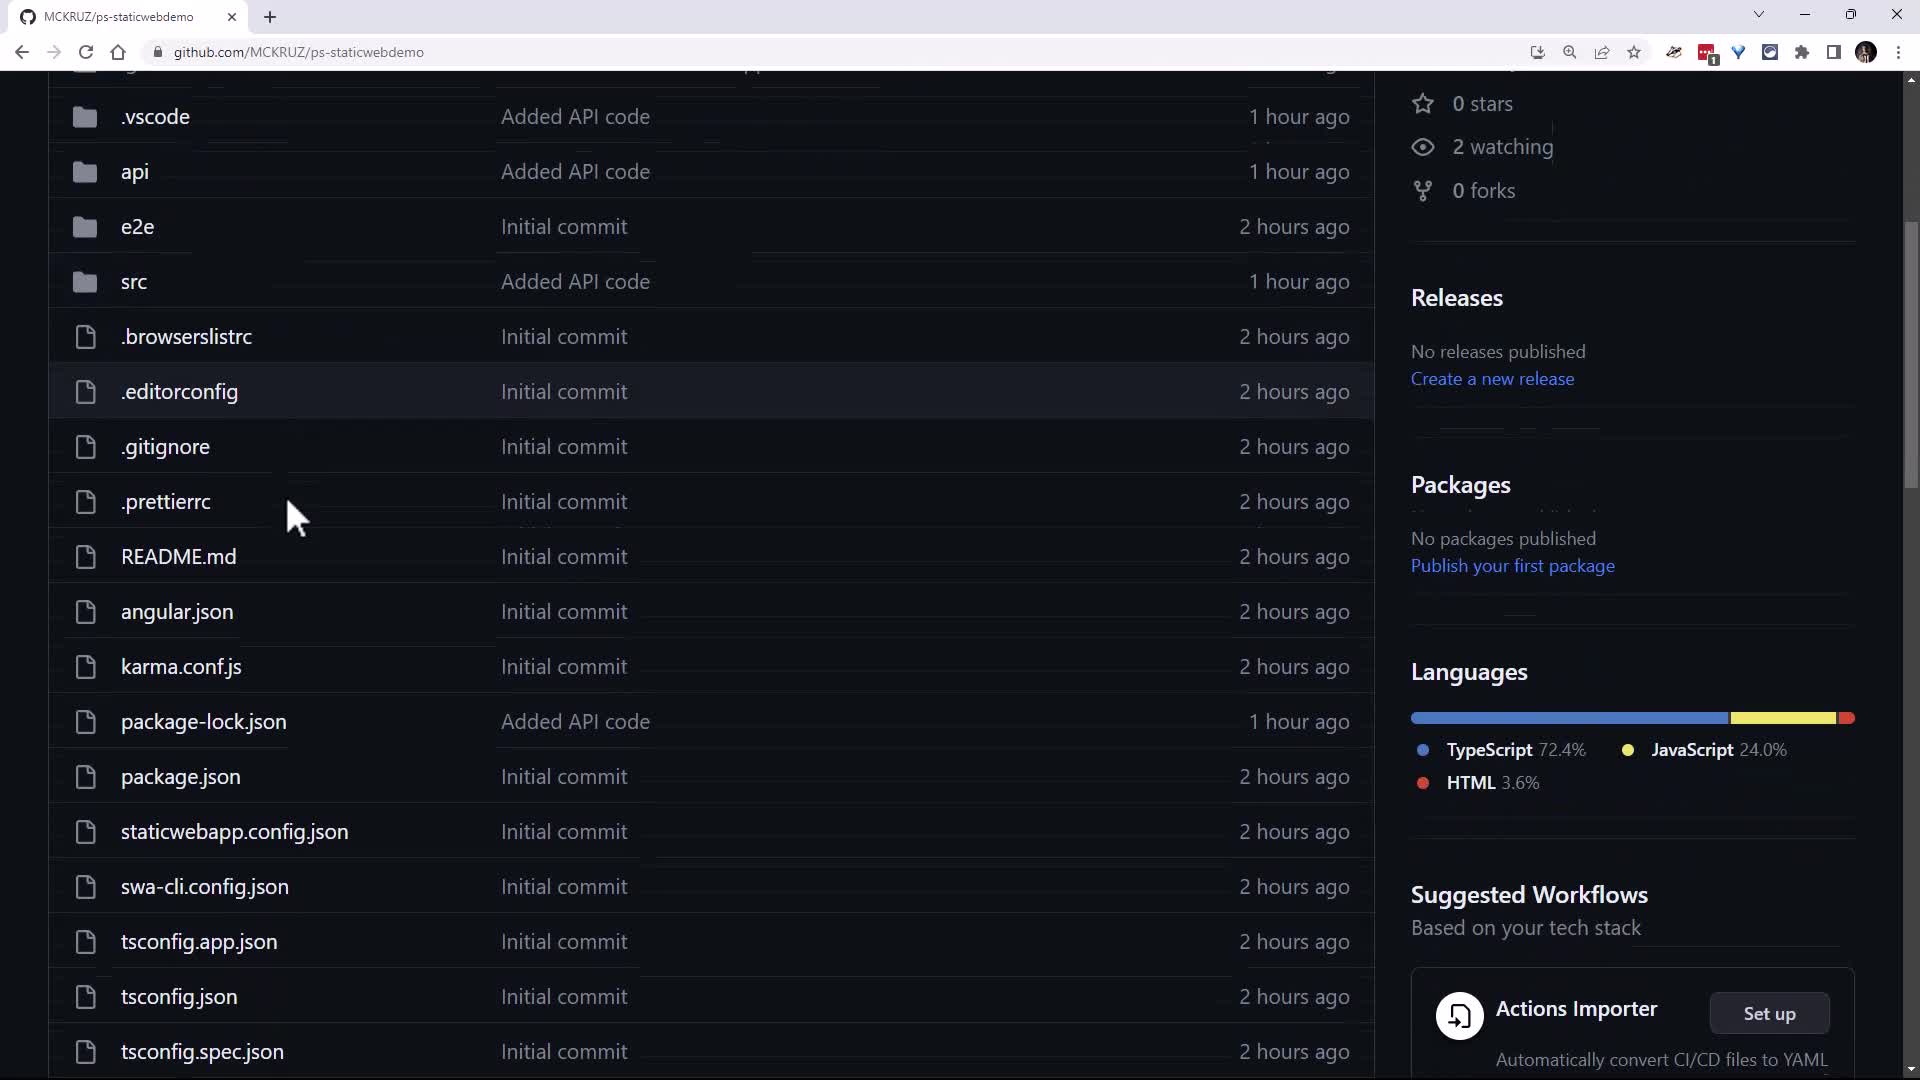 MCKRUZ/ps-staticwebdemo
github.com/MCKRUZ/ps-staticwebdemo
1
.vscode Added API code 1 hour ago
api Added API code 1 hour ago
e2e Initial commit 2 hours ago
src Added API code 1 hour ago
.browserslistrc Initial commit 2 hours ago
.editorconfig Initial commit 2 hours ago
.gitignore Initial commit 2 hours ago
.prettierrc Initial commit 2 hours ago
README.md Initial commit 2 hours ago
angular.json Initial commit 2 hours ago
karma.conf.js Initial commit 2 hours ago
package-lock.json Added API code 1 hour ago
package.json Initial commit 2 hours ago
staticwebapp.config.json Initial commit 2 hours ago
swa-cli.config.json Initial commit 2 hours ago
tsconfig.app.json Initial commit 2 hours ago
tsconfig.json Initial commit 2 hours ago
tsconfig.spec.json Initial commit 2 hours ago
0 stars
2 watching
0 forks
Releases
No releases published
Create a new release
Packages
No packages published
Publish your first package
Languages
TypeScript 72.4% JavaScript 24.0%
HTML 3.6%
Suggested Workflows
Based on your tech stack
Actions Importer Set up
Automatically convert CI/CD files to YAML